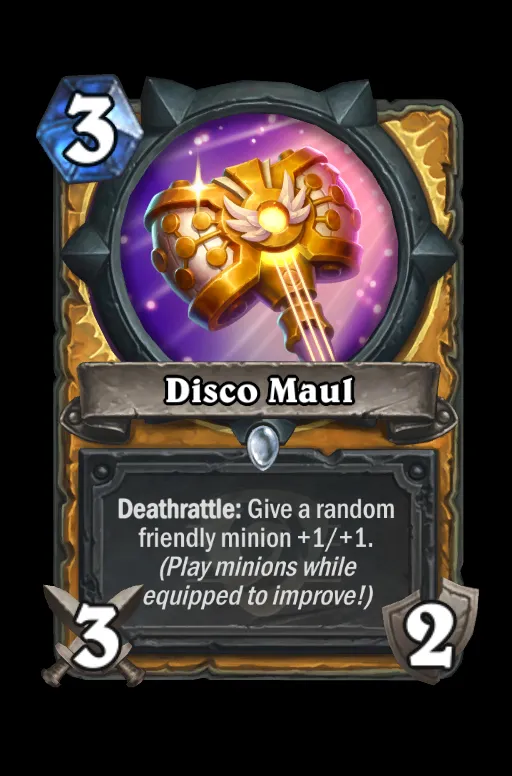 3
Disco Maul
Deathrattle: Give a random
friendly minion +1/+1.
(Play minions while
equipped to improve!)
3
2